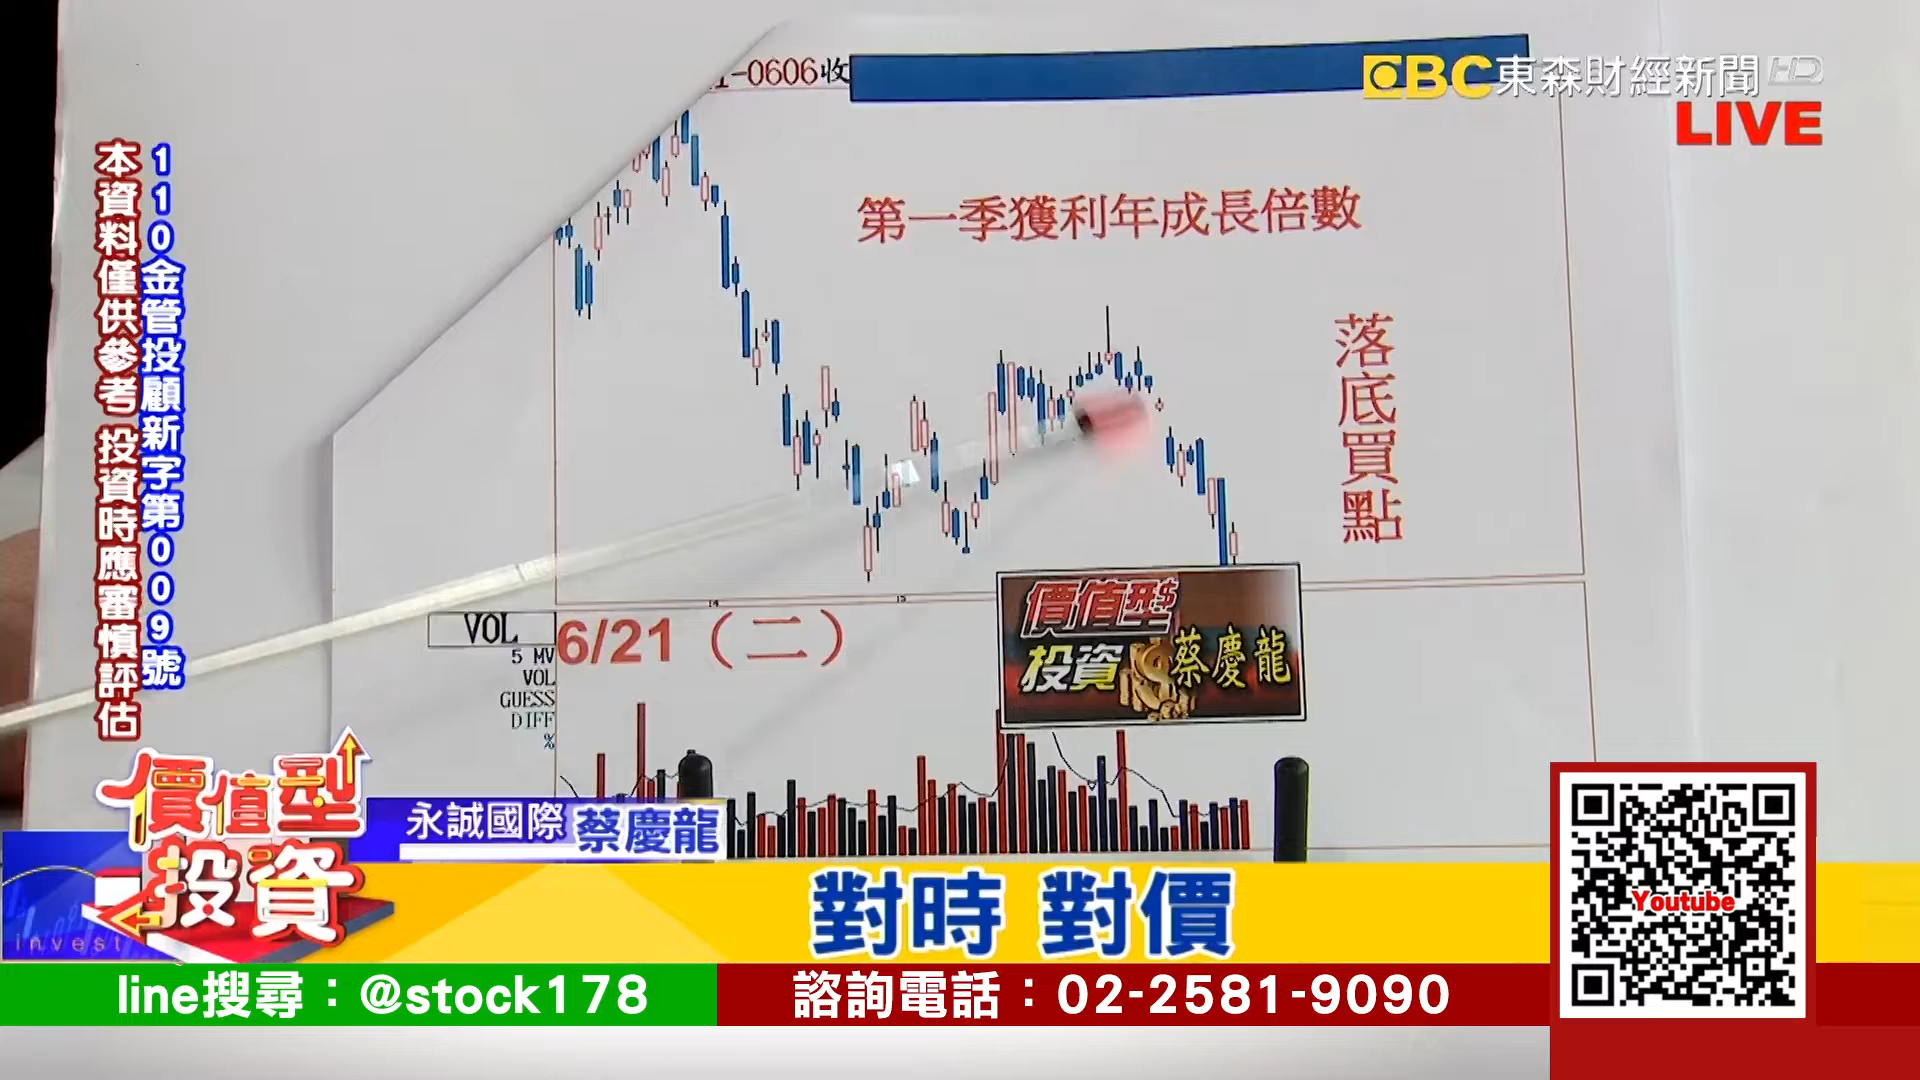 -0606收
EBC東森財經新聞HD
LIVE
本資料僅供參考 投資時應審慎評估
110金管投顧新字第009號
第一季獲利年成長倍數
落底買點
VOL
5 MV
VOL
GUESS
DIFF
%
6/21（二）
14
15
價值型$
投資
蔡慶龍
價值型
投資
invest
永誠國際 蔡慶龍
對時 對價
Youtube
line搜尋：@stock178
諮詢電話：02-2581-9090